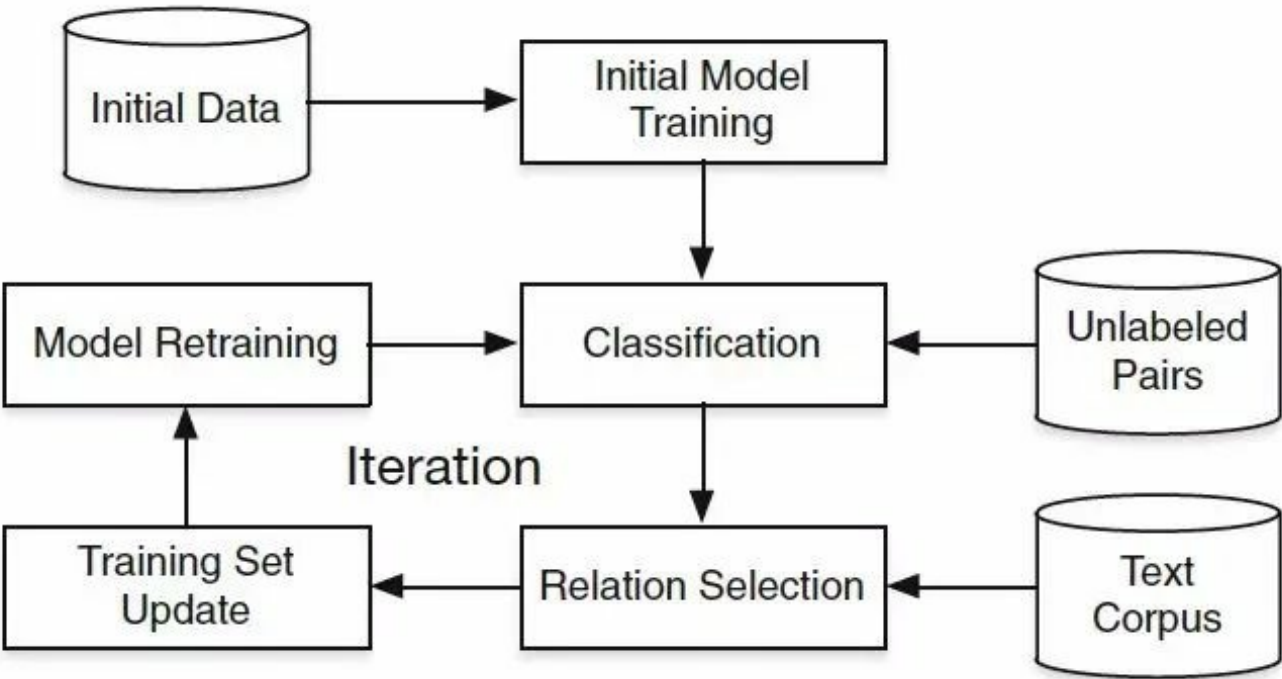 Initial Data
Initial Model
Training
Model Retraining
Classification
Unlabeled
Pairs
Iteration
Training Set
Update
Relation Selection
Text
Corpus